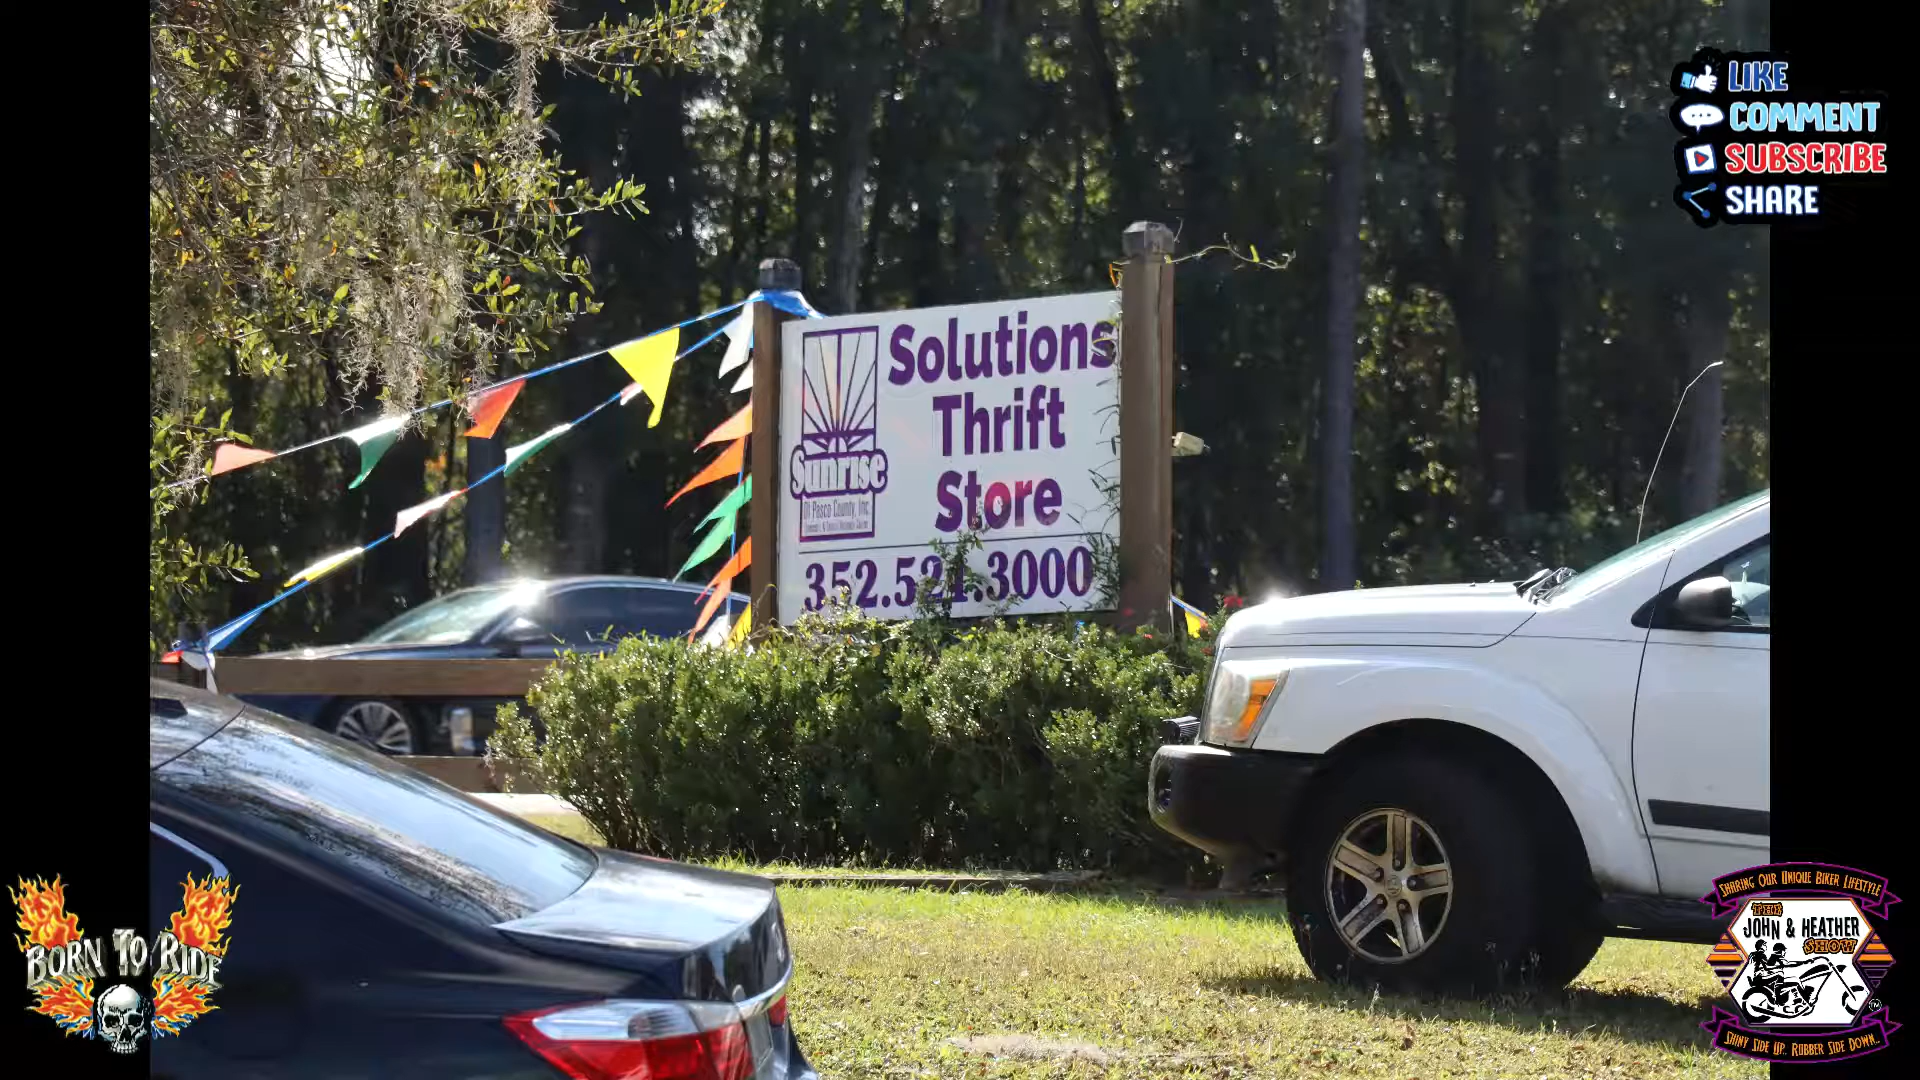 LIKE
COMMENT
SUBSCRIBE
SHARE
Solutions
Thrift
Store
Sunrise
Of Pasco County, Inc.
352.521.3000
BORN TO RIDE
SHARING OUR UNIQUE BIKER LIFESTYLE
THE
JOHN & HEATHER
SHOW
SHINY SIDE UP.. RUBBER SIDE DOWN..